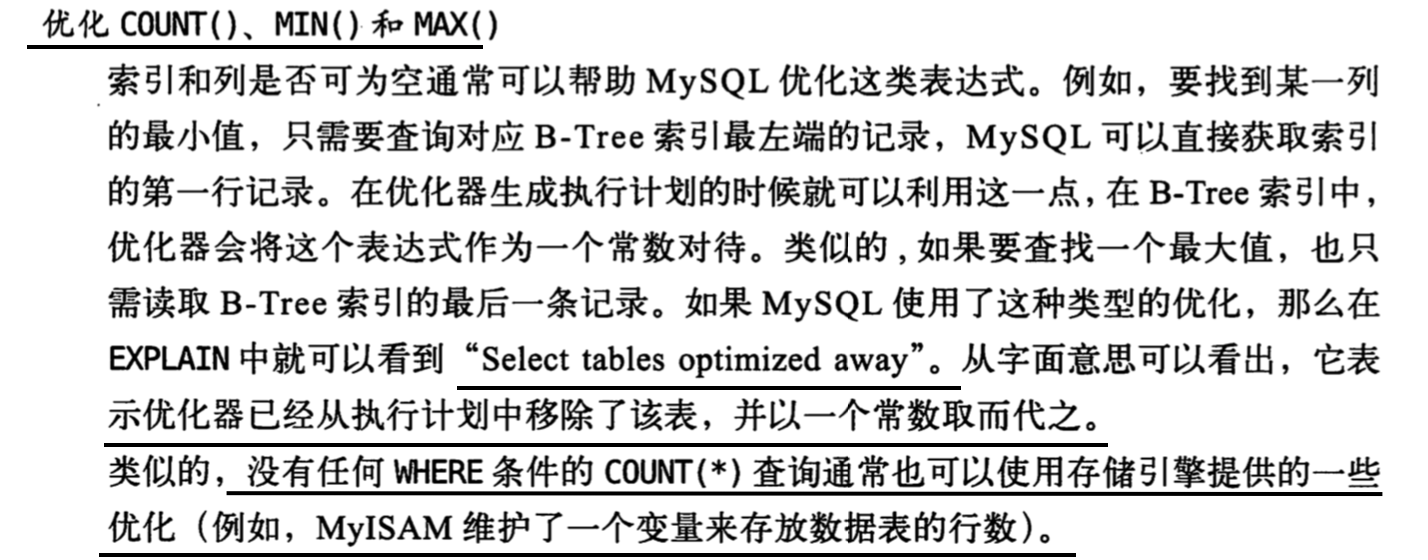 优化 COUNT()、MIN() 和 MAX()
索引和列是否可为空通常可以帮助 MySQL 优化这类表达式。例如，要找到某一列
的最小值，只需要查询对应 B-Tree 索引最左端的记录，MySQL 可以直接获取索引
的第一行记录。在优化器生成执行计划的时候就可以利用这一点，在 B-Tree 索引中，
优化器会将这个表达式作为一个常数对待。类似的，如果要查找一个最大值，也只
需读取 B-Tree 索引的最后一条记录。如果 MySQL 使用了这种类型的优化，那么在
EXPLAIN 中就可以看到“Select tables optimized away”。从字面意思可以看出，它表
示优化器已经从执行计划中移除了该表，并以一个常数取而代之。
类似的，没有任何 WHERE 条件的 COUNT(*) 查询通常也可以使用存储引擎提供的一些
优化（例如，MyISAM 维护了一个变量来存放数据表的行数）。